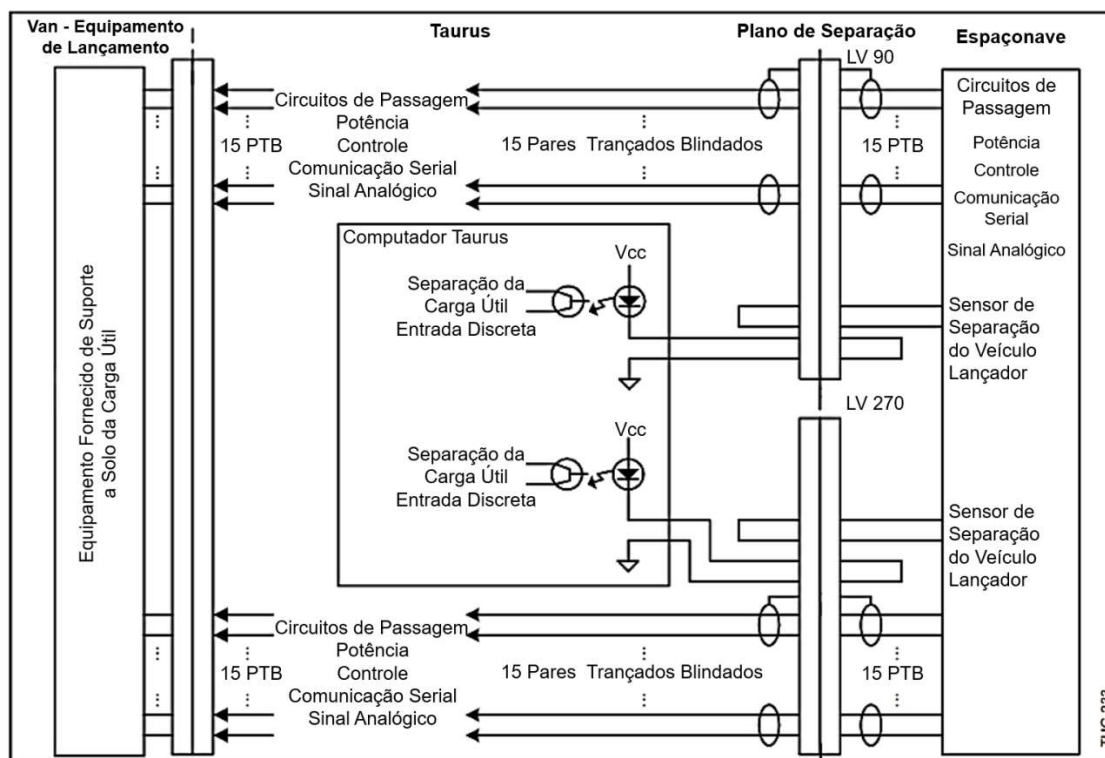 Van - Equipamento
de Lançamento
Taurus
Plano de Separação
Espaçonave
LV 90
Circuitos de Passagem
Potência
Controle
Comunicação Serial
Sinal Analógico
15 PTB
15 Pares Trançados Blindados
15 PTB
Circuitos de
Passagem
Potência
Controle
Comunicação
Serial
Sinal Analógico
Equipamento Fornecido de Suporte
a Solo da Carga Útil
Computador Taurus
Vcc
Separação da
Carga Útil
Entrada Discreta
Sensor de
Separação
do Veículo
Lançador
LV 270
Vcc
Separação da
Carga Útil
Entrada Discreta
Sensor de
Separação
do Veículo
Lançador
Circuitos de Passagem
Potência
Controle
Comunicação Serial
Sinal Analógico
15 PTB
15 Pares Trançados Blindados
15 PTB